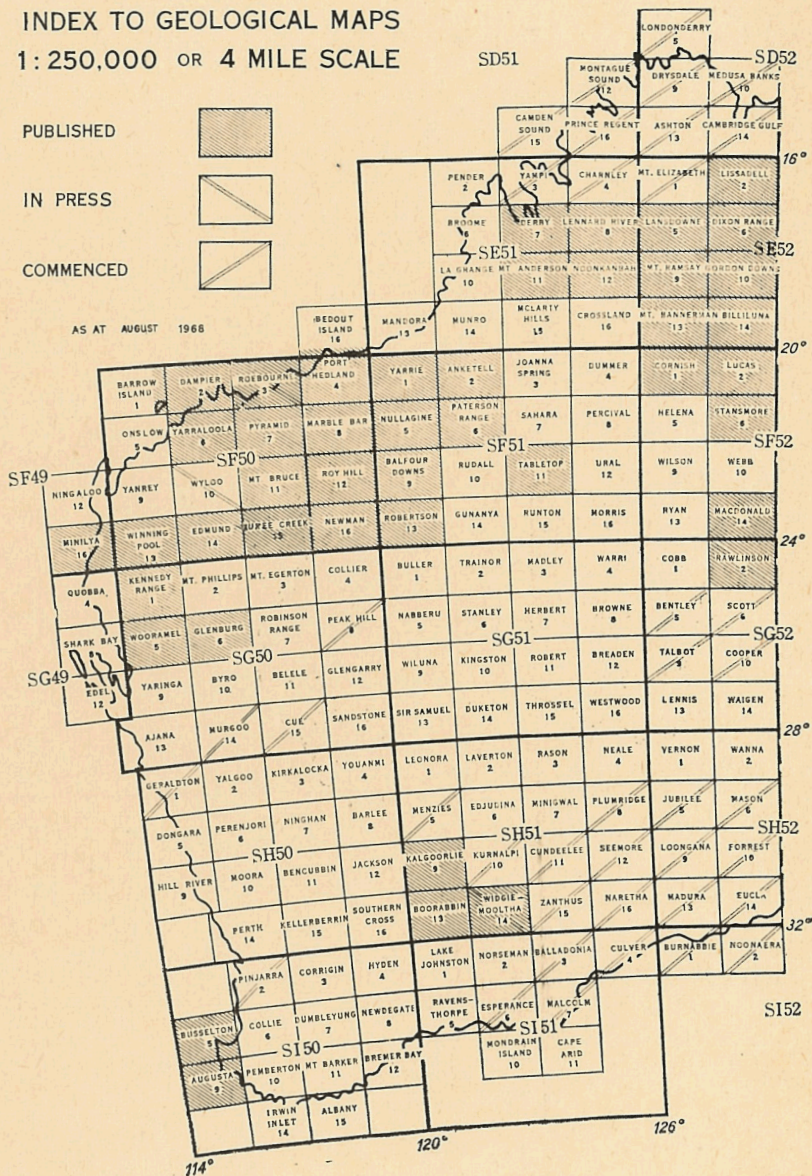 INDEX TO GEOLOGICAL MAPS
1:250,000 OR 4 MILE SCALE
PUBLISHED
IN PRESS
COMMENCED
AS AT AUGUST 1968
SD51
SD52
LONDONDERRY 5
MONTAGUE SOUND 12
DRYSDALE 9
MEDUSA BANKS 10
CAMDEN SOUND 15
PRINCE REGENT 16
ASHTON 13
CAMBRIDGE GULF 14
16°
PENDER 2
YAMPI 3
CHARNLEY 4
MT. ELIZABETH 1
LISSADELL 2
BROOME 6
DERBY 7
LENNARD RIVER 8
LANSDOWNE 5
DIXON RANGE 6
SE51
SE52
LA GRANGE 10
MT ANDERSON 11
NOONKANBAH 12
MT. RAMSAY 9
GORDON DOWNS 10
BEDOUT ISLAND 16
MANDORA 13
MUNRO 14
McLARTY HILLS 15
CROSSLAND 16
MT. BANNERMAN 13
BILLILUNA 14
20°
BARROW ISLAND 1
DAMPIER 2
ROEBOURNE 3
PORT HEDLAND 4
YARRIE 1
ANKETELL 2
JOANNA SPRING 3
DUMMER 4
CORNISH 1
LUCAS 2
ONSLOW 5
YARRALOOLA 6
PYRAMID 7
MARBLE BAR 8
NULLAGINE 5
PATERSON RANGE 6
SAHARA 7
PERCIVAL 8
HELENA 5
STANSMORE 6
SF49
SF50
SF51
SF52
NINGALOO 12
YANREY 9
WYLOO 10
MT BRUCE 11
ROY HILL 12
BALFOUR DOWNS 9
RUDALL 10
TABLETOP 11
URAL 12
WILSON 9
WEBB 10
MINILYA 16
WINNING POOL 13
EDMUND 14
TUREE CREEK 15
NEWMAN 16
ROBERTSON 13
GUNANYA 14
RUNTON 15
MORRIS 16
RYAN 13
MACDONALD 14
24°
QUOBBA 4
KENNEDY RANGE 1
MT. PHILLIPS 2
MT. EGERTON 3
COLLIER 4
BULLER 1
TRAINOR 2
MADLEY 3
WARRI 4
COBB 1
RAWLINSON 2
SHARK BAY 8
WOORAMEL 5
GLENBURG 6
ROBINSON RANGE 7
PEAK HILL 8
NABBERU 5
STANLEY 6
HERBERT 7
BROWNE 8
BENTLEY 5
SCOTT 6
SG49
SG50
SG51
SG52
EDEL 12
YARINGA 9
BYRO 10
BELELE 11
GLENGARRY 12
WILUNA 9
KINGSTON 10
ROBERT 11
BREADEN 12
TALBOT 9
COOPER 10
AJANA 13
MURGOO 14
CUE 15
SANDSTONE 16
SIR SAMUEL 13
DUKETON 14
THROSSEL 15
WESTWOOD 16
LENNIS 13
WAIGEN 14
28°
GERALDTON 1
YALGOO 2
KIRKALOCKA 3
YOUANMI 4
LEONORA 1
LAVERTON 2
RASON 3
NEALE 4
VERNON 1
WANNA 2
DONGARA 5
PERENJORI 6
NINGHAN 7
BARLEE 8
MENZIES 5
EDJUDINA 6
MINIGWAL 7
PLUMRIDGE 8
JUBILEE 5
MASON 6
SH50
SH51
SH52
HILL RIVER 9
MOORA 10
BENCUBBIN 11
JACKSON 12
KALGOORLIE 9
KURNALPI 10
CUNDEELEE 11
SEEMORE 12
LOONGANA 9
FORREST 10
PERTH 14
KELLERBERRIN 15
SOUTHERN CROSS 16
BOORABBIN 13
WIDGIE-MOOLTHA 14
ZANTHUS 15
NARETHA 16
MADURA 13
EUCLA 14
32°
PINJARRA 2
CORRIGIN 3
HYDEN 4
LAKE JOHNSTON 1
NORSEMAN 2
BALLADONIA 3
CULVER 4
BURNABBIE 1
NOONAERA 2
BUSSELTON 5
COLLIE 6
DUMBLEYUNG 7
NEWDEGATE 8
RAVENS-THORPE 5
ESPERANCE 6
MALCOLM 7
SI50
SI51
SI52
AUGUSTA 9
PEMBERTON 10
MT BARKER 11
BREMER BAY 12
MONDRAIN ISLAND 10
CAPE ARID 11
IRWIN INLET 14
ALBANY 15
114°
120°
126°